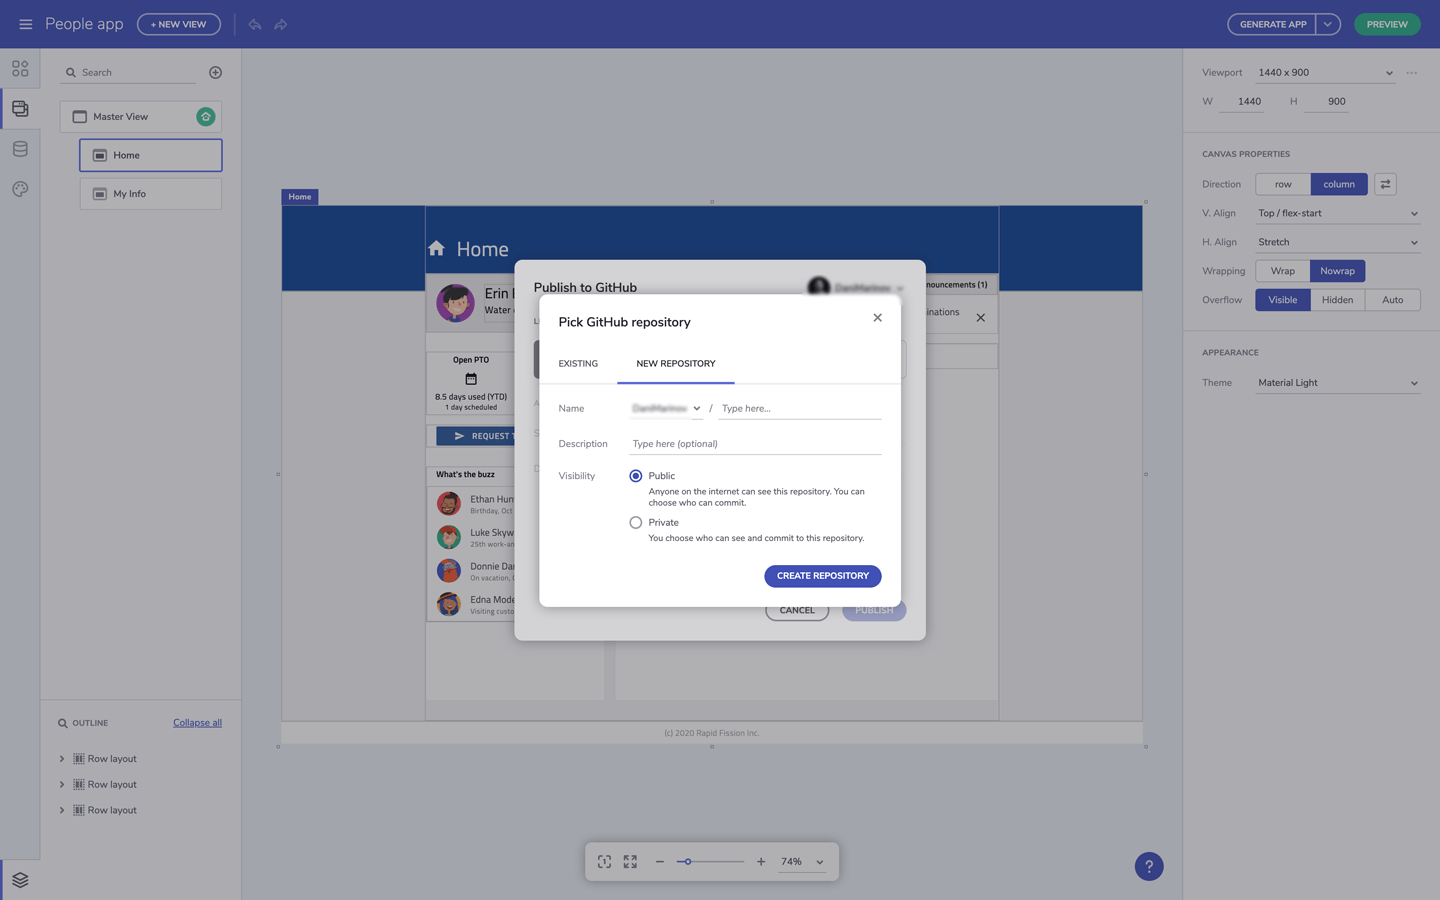 People app
+ NEW VIEW
GENERATE APP
PREVIEW
Search
Master View
Home
My Info
OUTLINE
Collapse all
Row layout
Row layout
Row layout
Home
Home
Erin
Water
Open PTO
8.5 days used (YTD)
1 day scheduled
REQUEST
What's the buzz
Ethan Hun
Birthday, Oct
Luke Skyw
25th work-an
Donnie Dar
On vacation,
Edna Mode
Visiting custo
nouncements (1)
inations
(c) 2020 Rapid Fission Inc.
Publish to GitHub
Pick GitHub repository
EXISTING
NEW REPOSITORY
Name
/
Type here...
Description
Type here (optional)
Visibility
Public
Anyone on the internet can see this repository. You can
choose who can commit.
Private
You choose who can see and commit to this repository.
CREATE REPOSITORY
CANCEL
PUBLISH
74%
?
Viewport
1440 x 900
W 1440 H 900
CANVAS PROPERTIES
Direction
row
column
V. Align
Top / flex-start
H. Align
Stretch
Wrapping
Wrap
Nowrap
Overflow
Visible
Hidden
Auto
APPEARANCE
Theme
Material Light